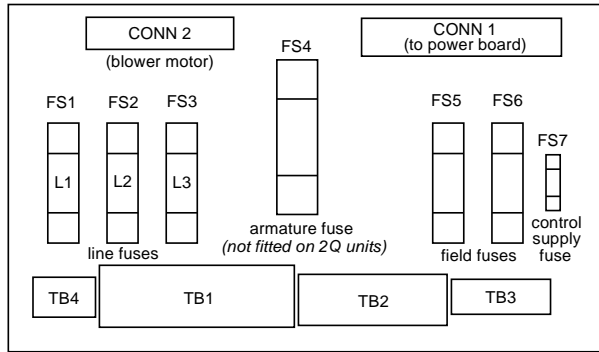 CONN 2
(blower motor)
CONN 1
(to power board)
FS4
FS1
FS2
FS3
FS5
FS6
FS7
L1
L2
L3
armature fuse
(not fitted on 2Q units)
line fuses
field fuses
control
supply
fuse
TB4
TB1
TB2
TB3